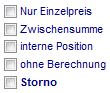 Nur Einzelpreis
Zwischensumme
interne Position
ohne Berechnung
Storno